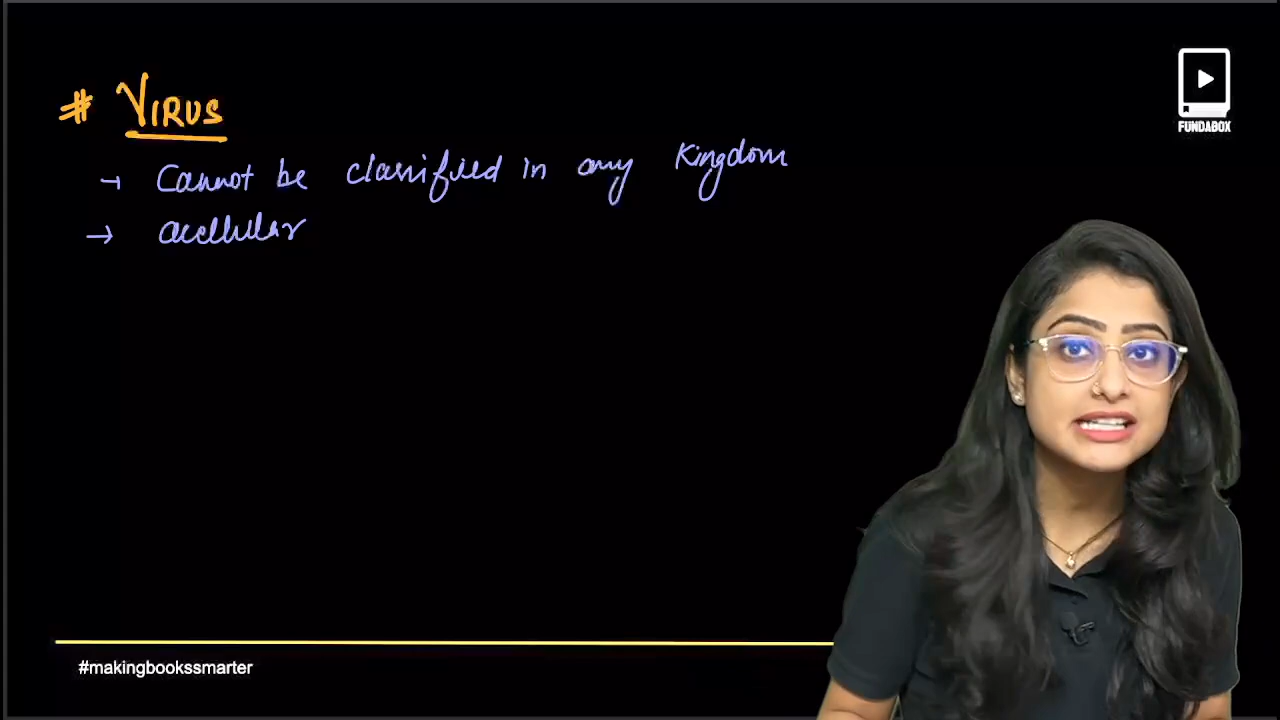 # VIRUS
→ Cannot be classified in any Kingdom
→ acellular
FUNDABOX
#makingbookssmarter